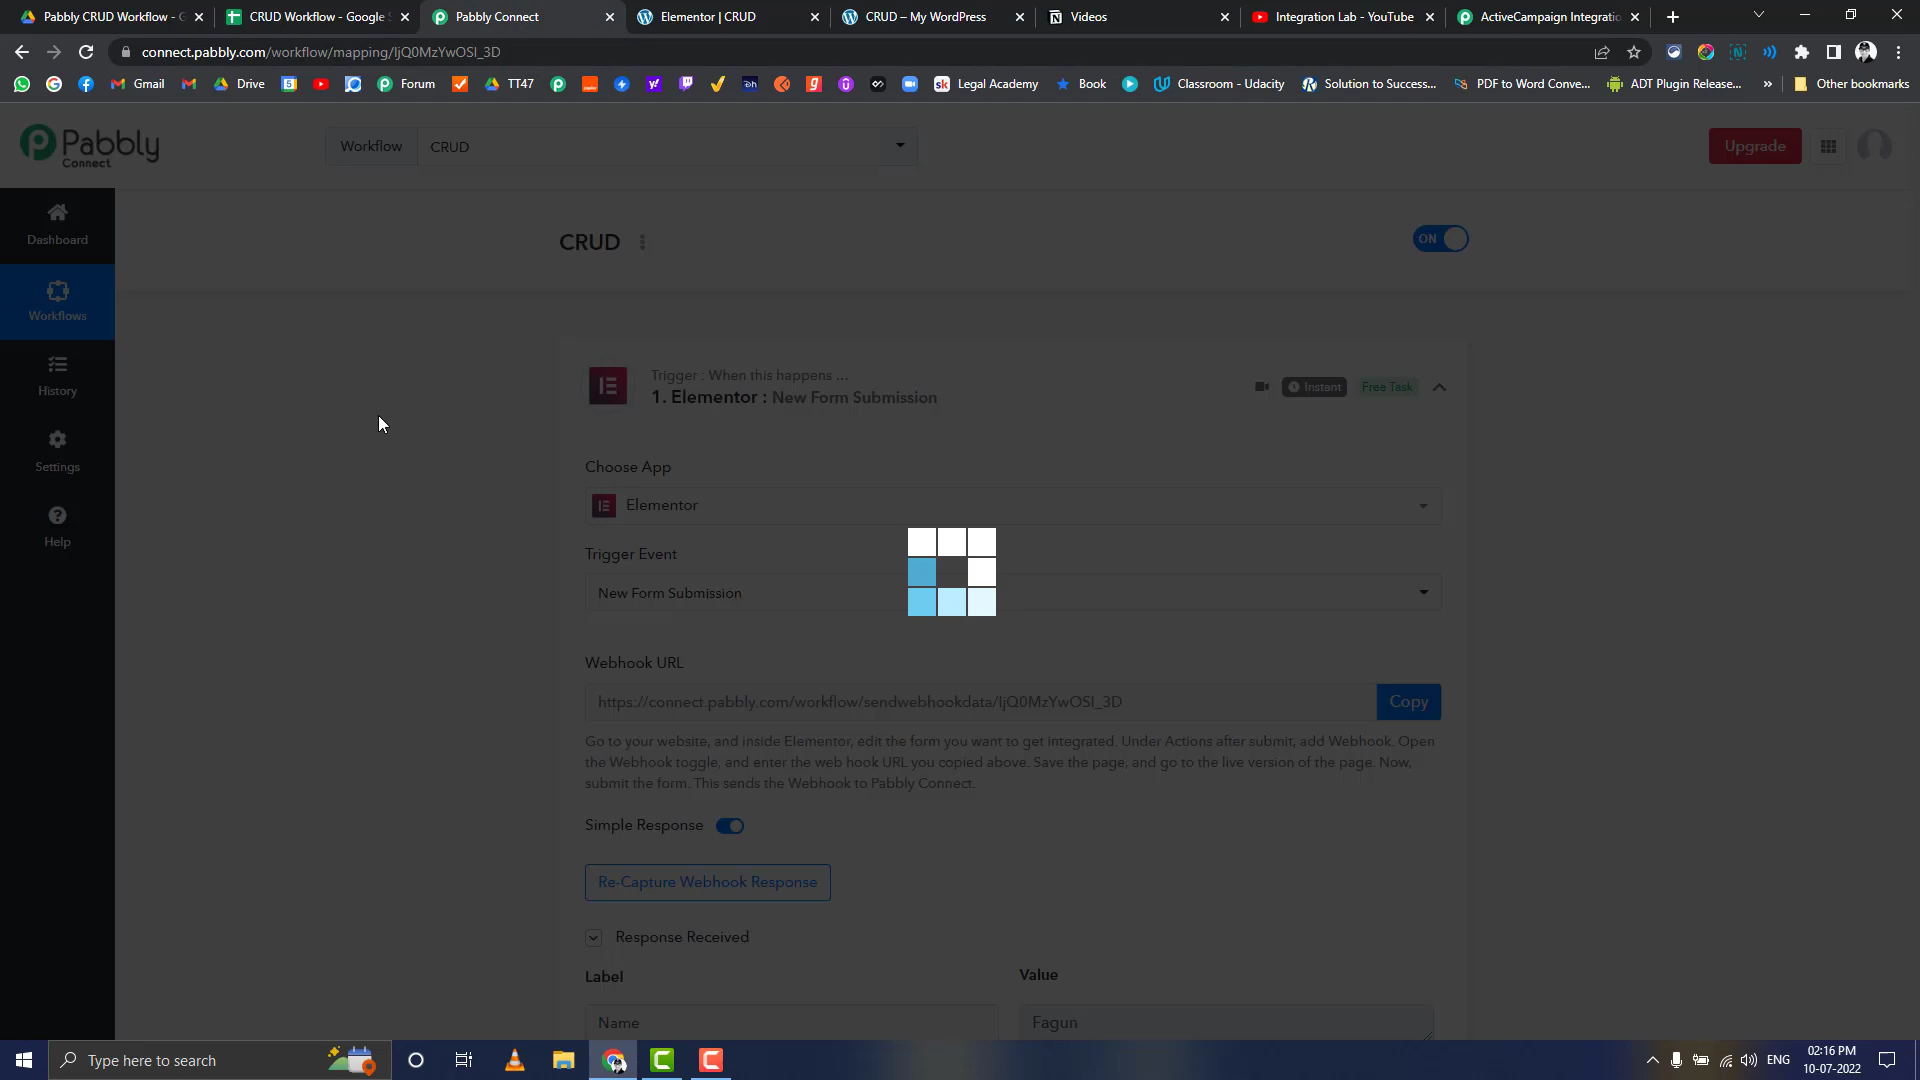 Pabbly CRUD Workflow - G
CRUD Workflow - Google S
Pabbly Connect
Elementor | CRUD
CRUD – My WordPress
Videos
Integration Lab - YouTube
ActiveCampaign Integratio
connect.pabbly.com/workflow/mapping/IjQ0MzYwOSI_3D
Gmail
Drive
Forum
TT47
Legal Academy
Book
Classroom - Udacity
Solution to Success...
PDF to Word Conve...
ADT Plugin Release...
Other bookmarks
Pabbly
Connect
Workflow
CRUD
Upgrade
Dashboard
Workflows
History
Settings
Help
CRUD
ON
Trigger : When this happens ...
1. Elementor : New Form Submission
Instant
Free Task
Choose App
Elementor
Trigger Event
New Form Submission
Webhook URL
https://connect.pabbly.com/workflow/sendwebhookdata/IjQ0MzYwOSI_3D
Copy
Go to your website, and inside Elementor, edit the form you want to get integrated. Under Actions after submit, add Webhook. Open
the Webhook toggle, and enter the web hook URL you copied above. Save the page, and go to the live version of the page. Now,
submit the form. This sends the Webhook to Pabbly Connect.
Simple Response
Re-Capture Webhook Response
Response Received
Label
Value
Name
Fagun
Type here to search
ENG
02:16 PM
10-07-2022